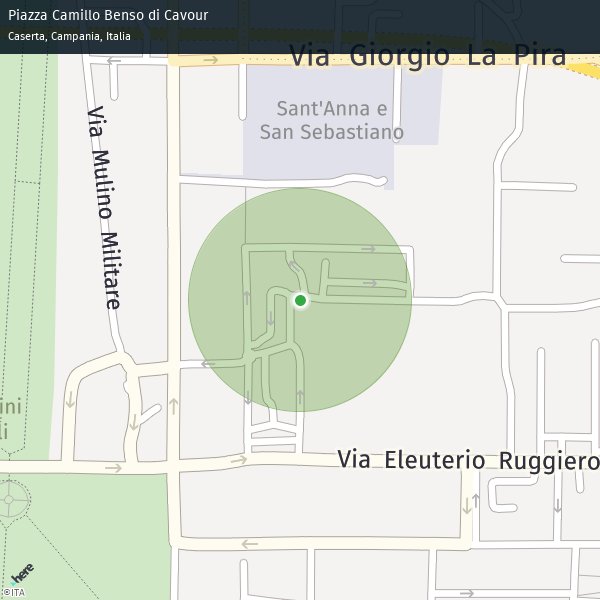 Piazza Camillo Benso di Cavour
Caserta, Campania, Italia
Via Giorgio La Pira
Sant'Anna e
San Sebastiano
Via Mulino Militare
ini
li
Via Eleuterio Ruggiero
here
©ITA